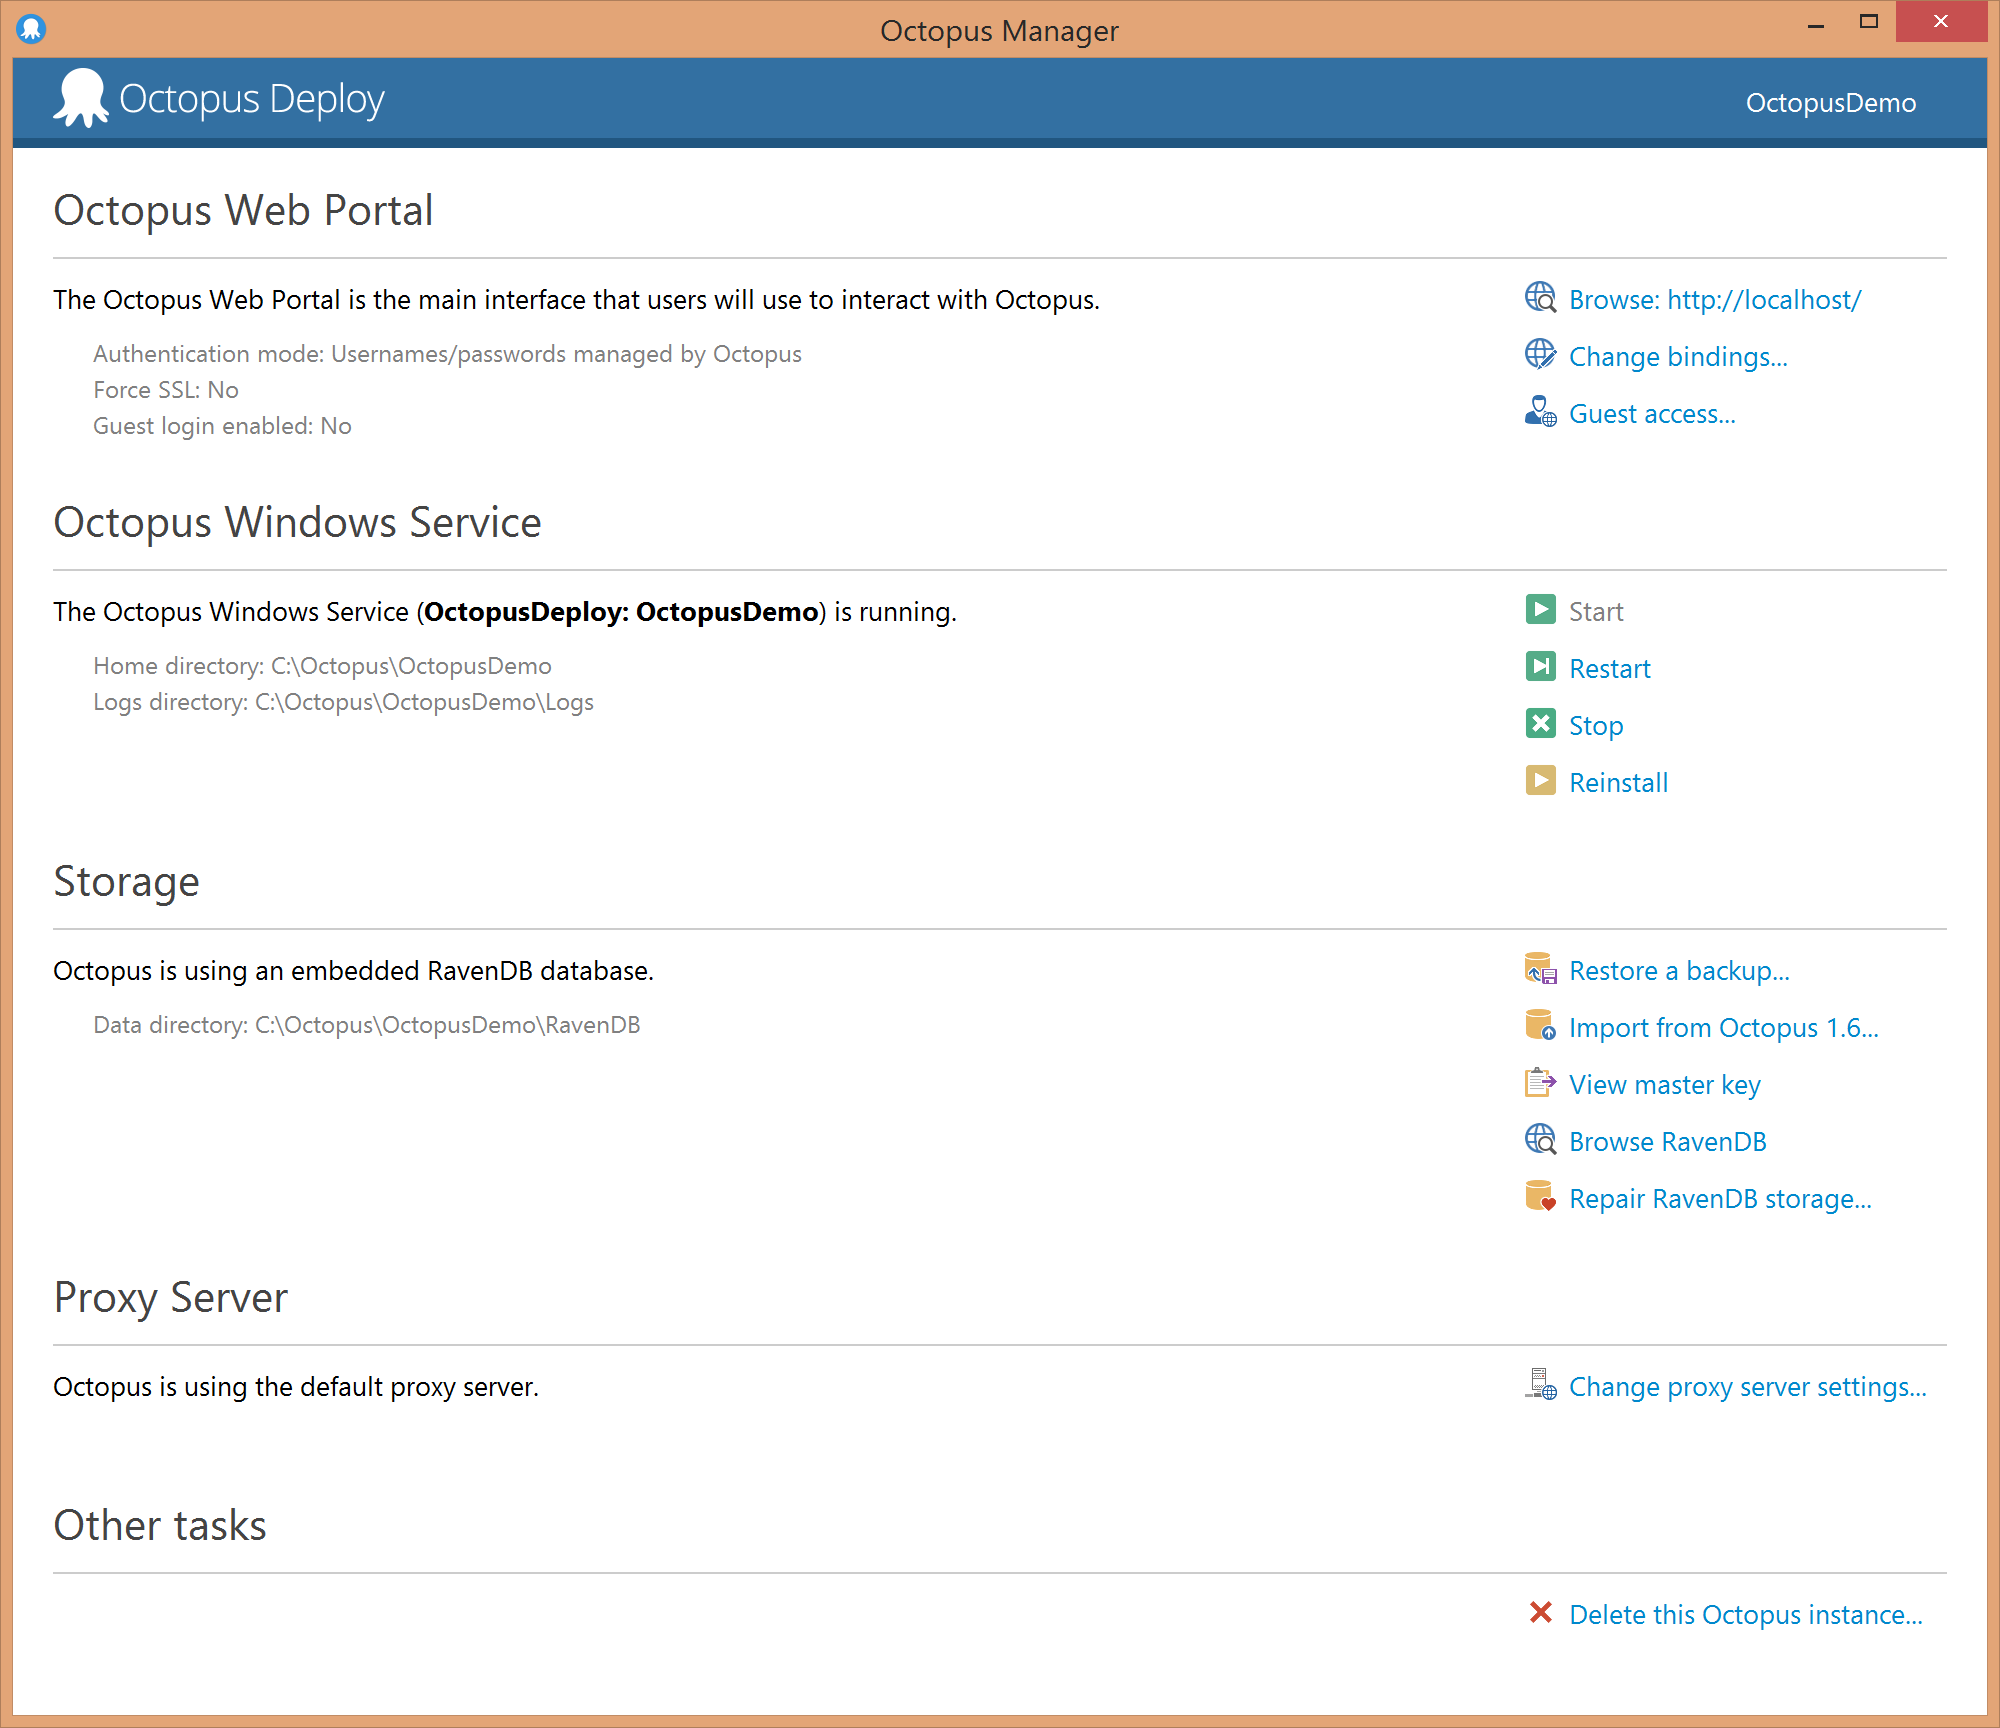 Octopus Manager
Octopus Deploy
OctopusDemo
Octopus Web Portal
The Octopus Web Portal is the main interface that users will use to interact with Octopus.
Authentication mode: Usernames/passwords managed by Octopus
Force SSL: No
Guest login enabled: No
Browse: http://localhost/
Change bindings...
Guest access...
Octopus Windows Service
The Octopus Windows Service (OctopusDeploy: OctopusDemo) is running.
Home directory: C:\Octopus\OctopusDemo
Logs directory: C:\Octopus\OctopusDemo\Logs
Start
Restart
Stop
Reinstall
Storage
Octopus is using an embedded RavenDB database.
Data directory: C:\Octopus\OctopusDemo\RavenDB
Restore a backup...
Import from Octopus 1.6...
View master key
Browse RavenDB
Repair RavenDB storage...
Proxy Server
Octopus is using the default proxy server.
Change proxy server settings...
Other tasks
Delete this Octopus instance...